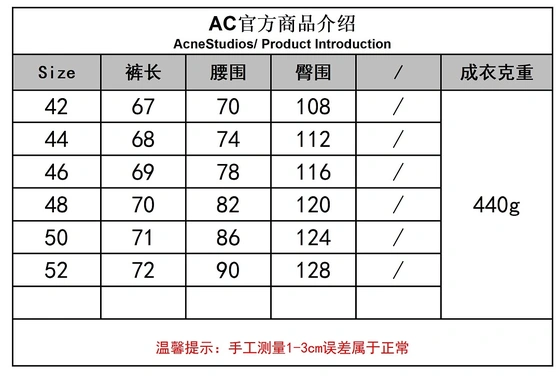 AC官方商品介绍
AcneStudios/ Product Introduction
Size 裤长 腰围 臀围 / 成衣克重
42 67 70 108 /
44 68 74 112 /
46 69 78 116 /
48 70 82 120 / 440g
50 71 86 124 /
52 72 90 128 /
温馨提示：手工测量1-3cm误差属于正常